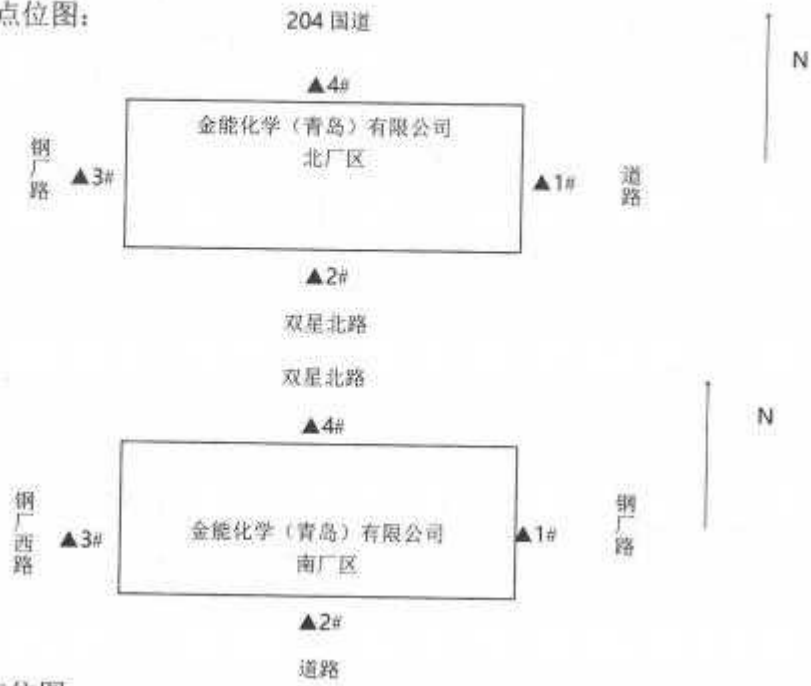 点位图：
204 国道
N
▲4#
金能化学（青岛）有限公司
北厂区
钢厂路
▲3#
▲1#
道路
▲2#
双星北路
双星北路
▲4#
N
钢厂西路
▲3#
金能化学（青岛）有限公司
南厂区
▲1#
钢厂路
▲2#
道路